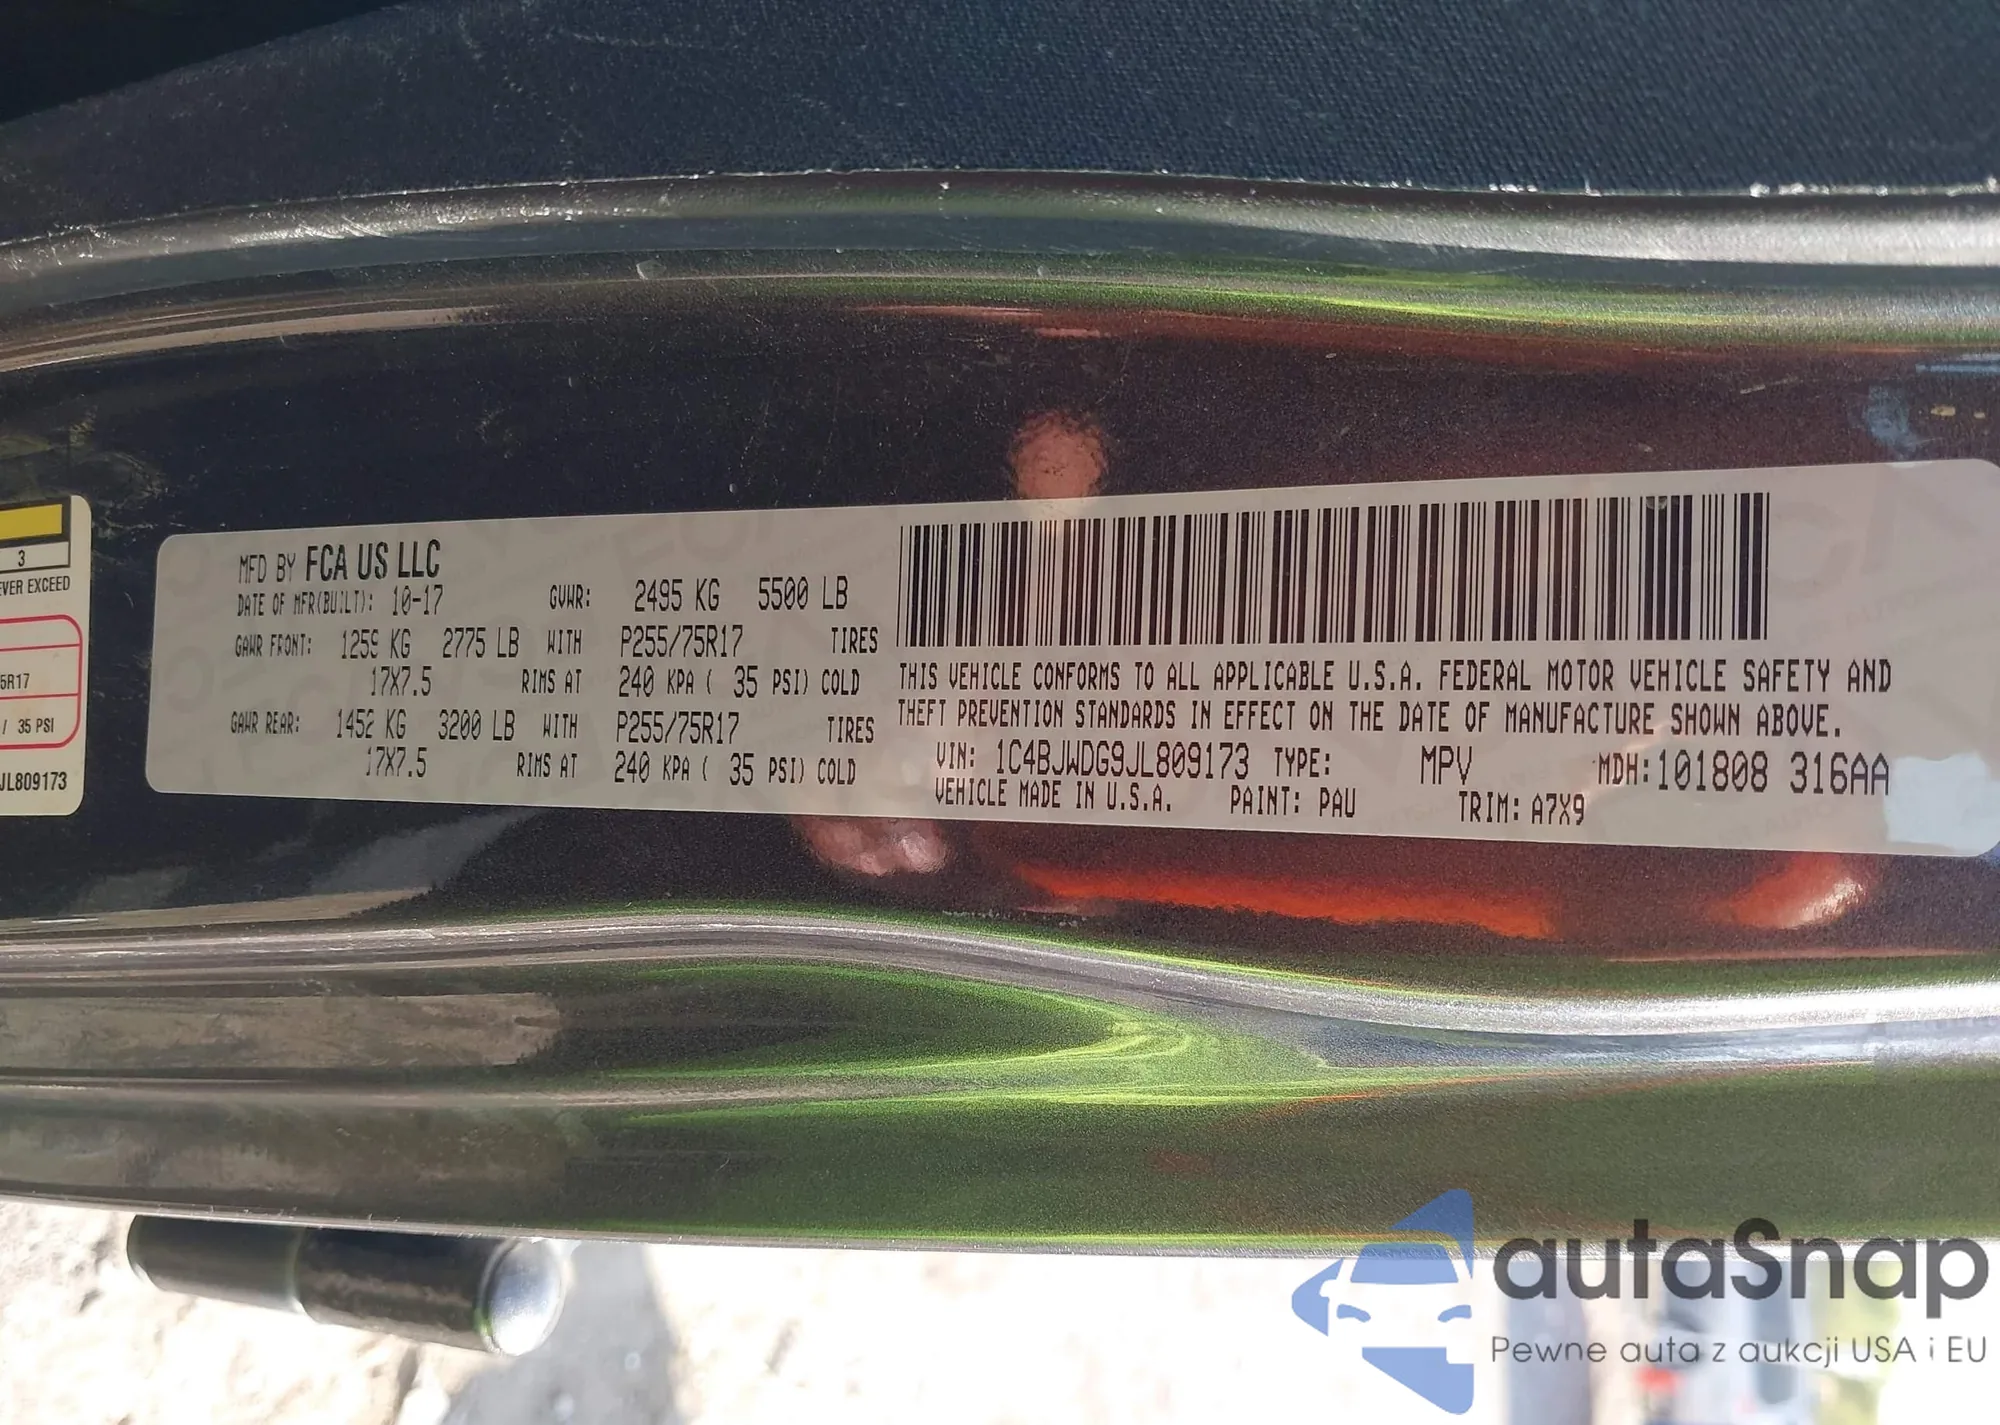 3
EVER EXCEED
5R17
/ 35 PSI
JL809173
MFD BY FCA US LLC
DATE OF MFR(BUILT): 10-17 GVWR: 2495 KG 5500 LB
GAWR FRONT: 1259 KG 2775 LB WITH P255/75R17 TIRES
17X7.5 RIMS AT 240 KPA ( 35 PSI) COLD
GAWR REAR: 1452 KG 3200 LB WITH P255/75R17 TIRES
17X7.5 RIMS AT 240 KPA ( 35 PSI) COLD
THIS VEHICLE CONFORMS TO ALL APPLICABLE U.S.A. FEDERAL MOTOR VEHICLE SAFETY AND
THEFT PREVENTION STANDARDS IN EFFECT ON THE DATE OF MANUFACTURE SHOWN ABOVE.
VIN: 1C4BJWDG9JL809173 TYPE: MPV MDH:101808 316AA
VEHICLE MADE IN U.S.A. PAINT: PAU TRIM: A7X9
autaSnap
Pewne auta z aukcji USA i EU